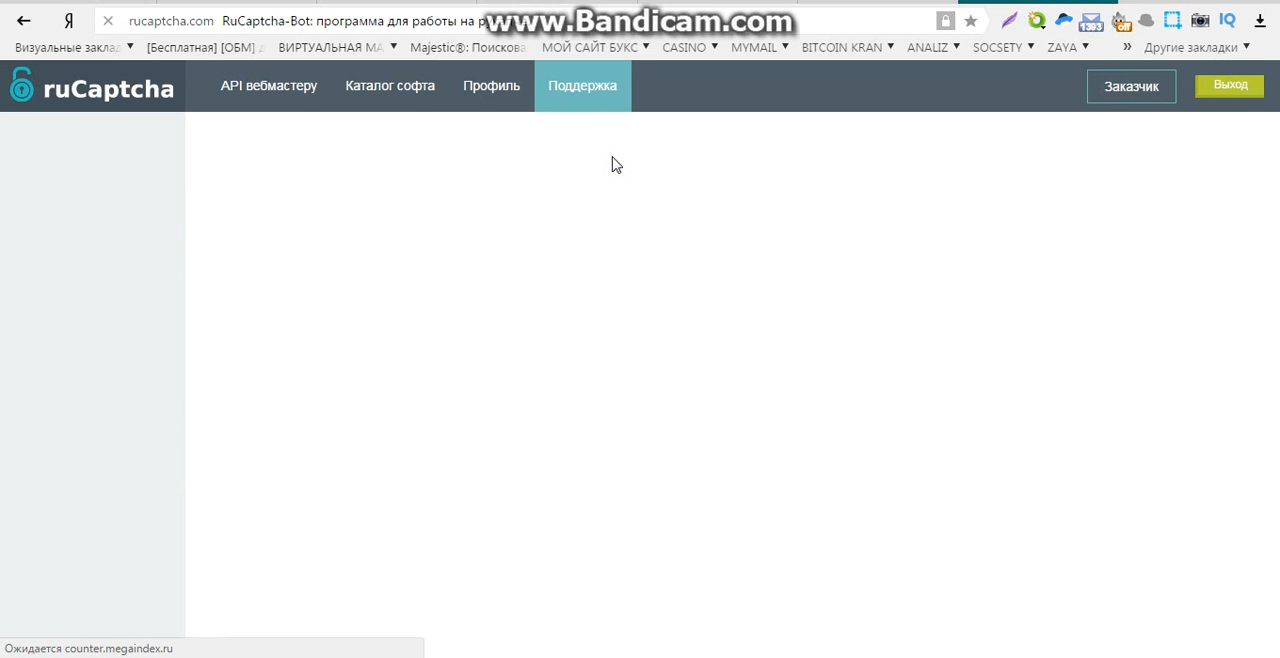 www.Bandicam.com
rucaptcha.com RuCaptcha-Bot: программа для работы на
Визуальные заклад [Бесплатная] [ОБМ] ВИРТУАЛЬНАЯ МА Majestic®: Поискова МОЙ САЙТ БУКС CASINO MYMAIL BITCOIN KRAN ANALIZ SOCSETY ZAYA » Другие закладки
ruCaptcha API вебмастеру Каталог софта Профиль Поддержка Заказчик Выход
Ожидается counter.megaindex.ru